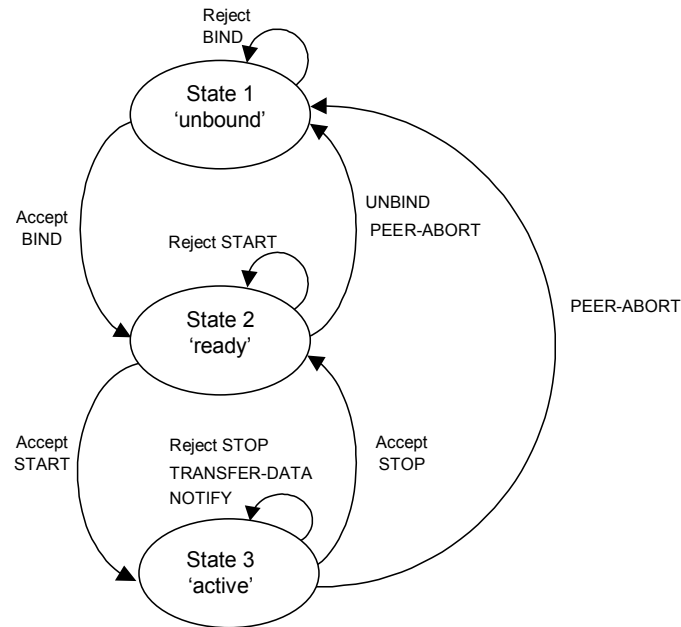 Reject
BIND
State 1
‘unbound’
Accept
BIND
UNBIND
PEER-ABORT
Reject START
PEER-ABORT
State 2
‘ready’
Accept
START
Reject STOP
TRANSFER-DATA
NOTIFY
Accept
STOP
State 3
‘active’